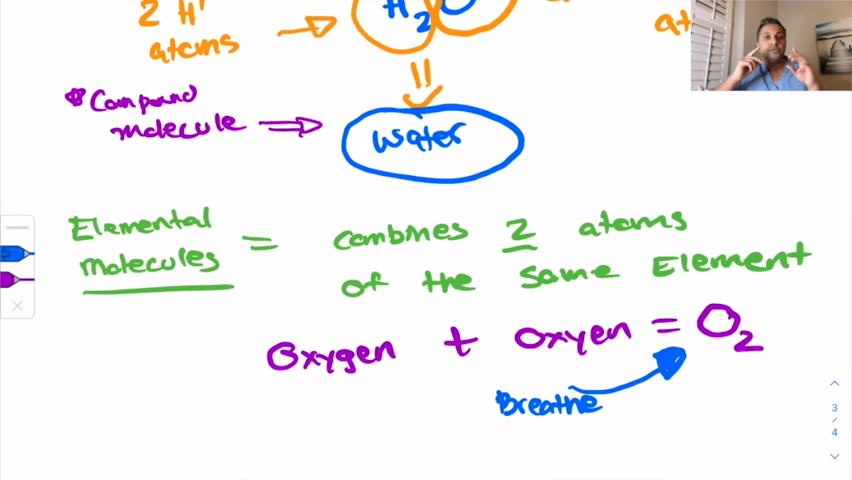 2 H
H2O
atoms
Compound
molecule
water
Elemental
Molecules = combines 2 atoms
of the same Element
Oxygen + Oxyen = O2
Breathe
3
/
4